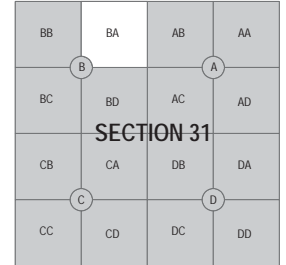 BB BA AB AA
B A
BC BD AC AD
SECTION 31
CB CA DB DA
C D
CC CD DC DD